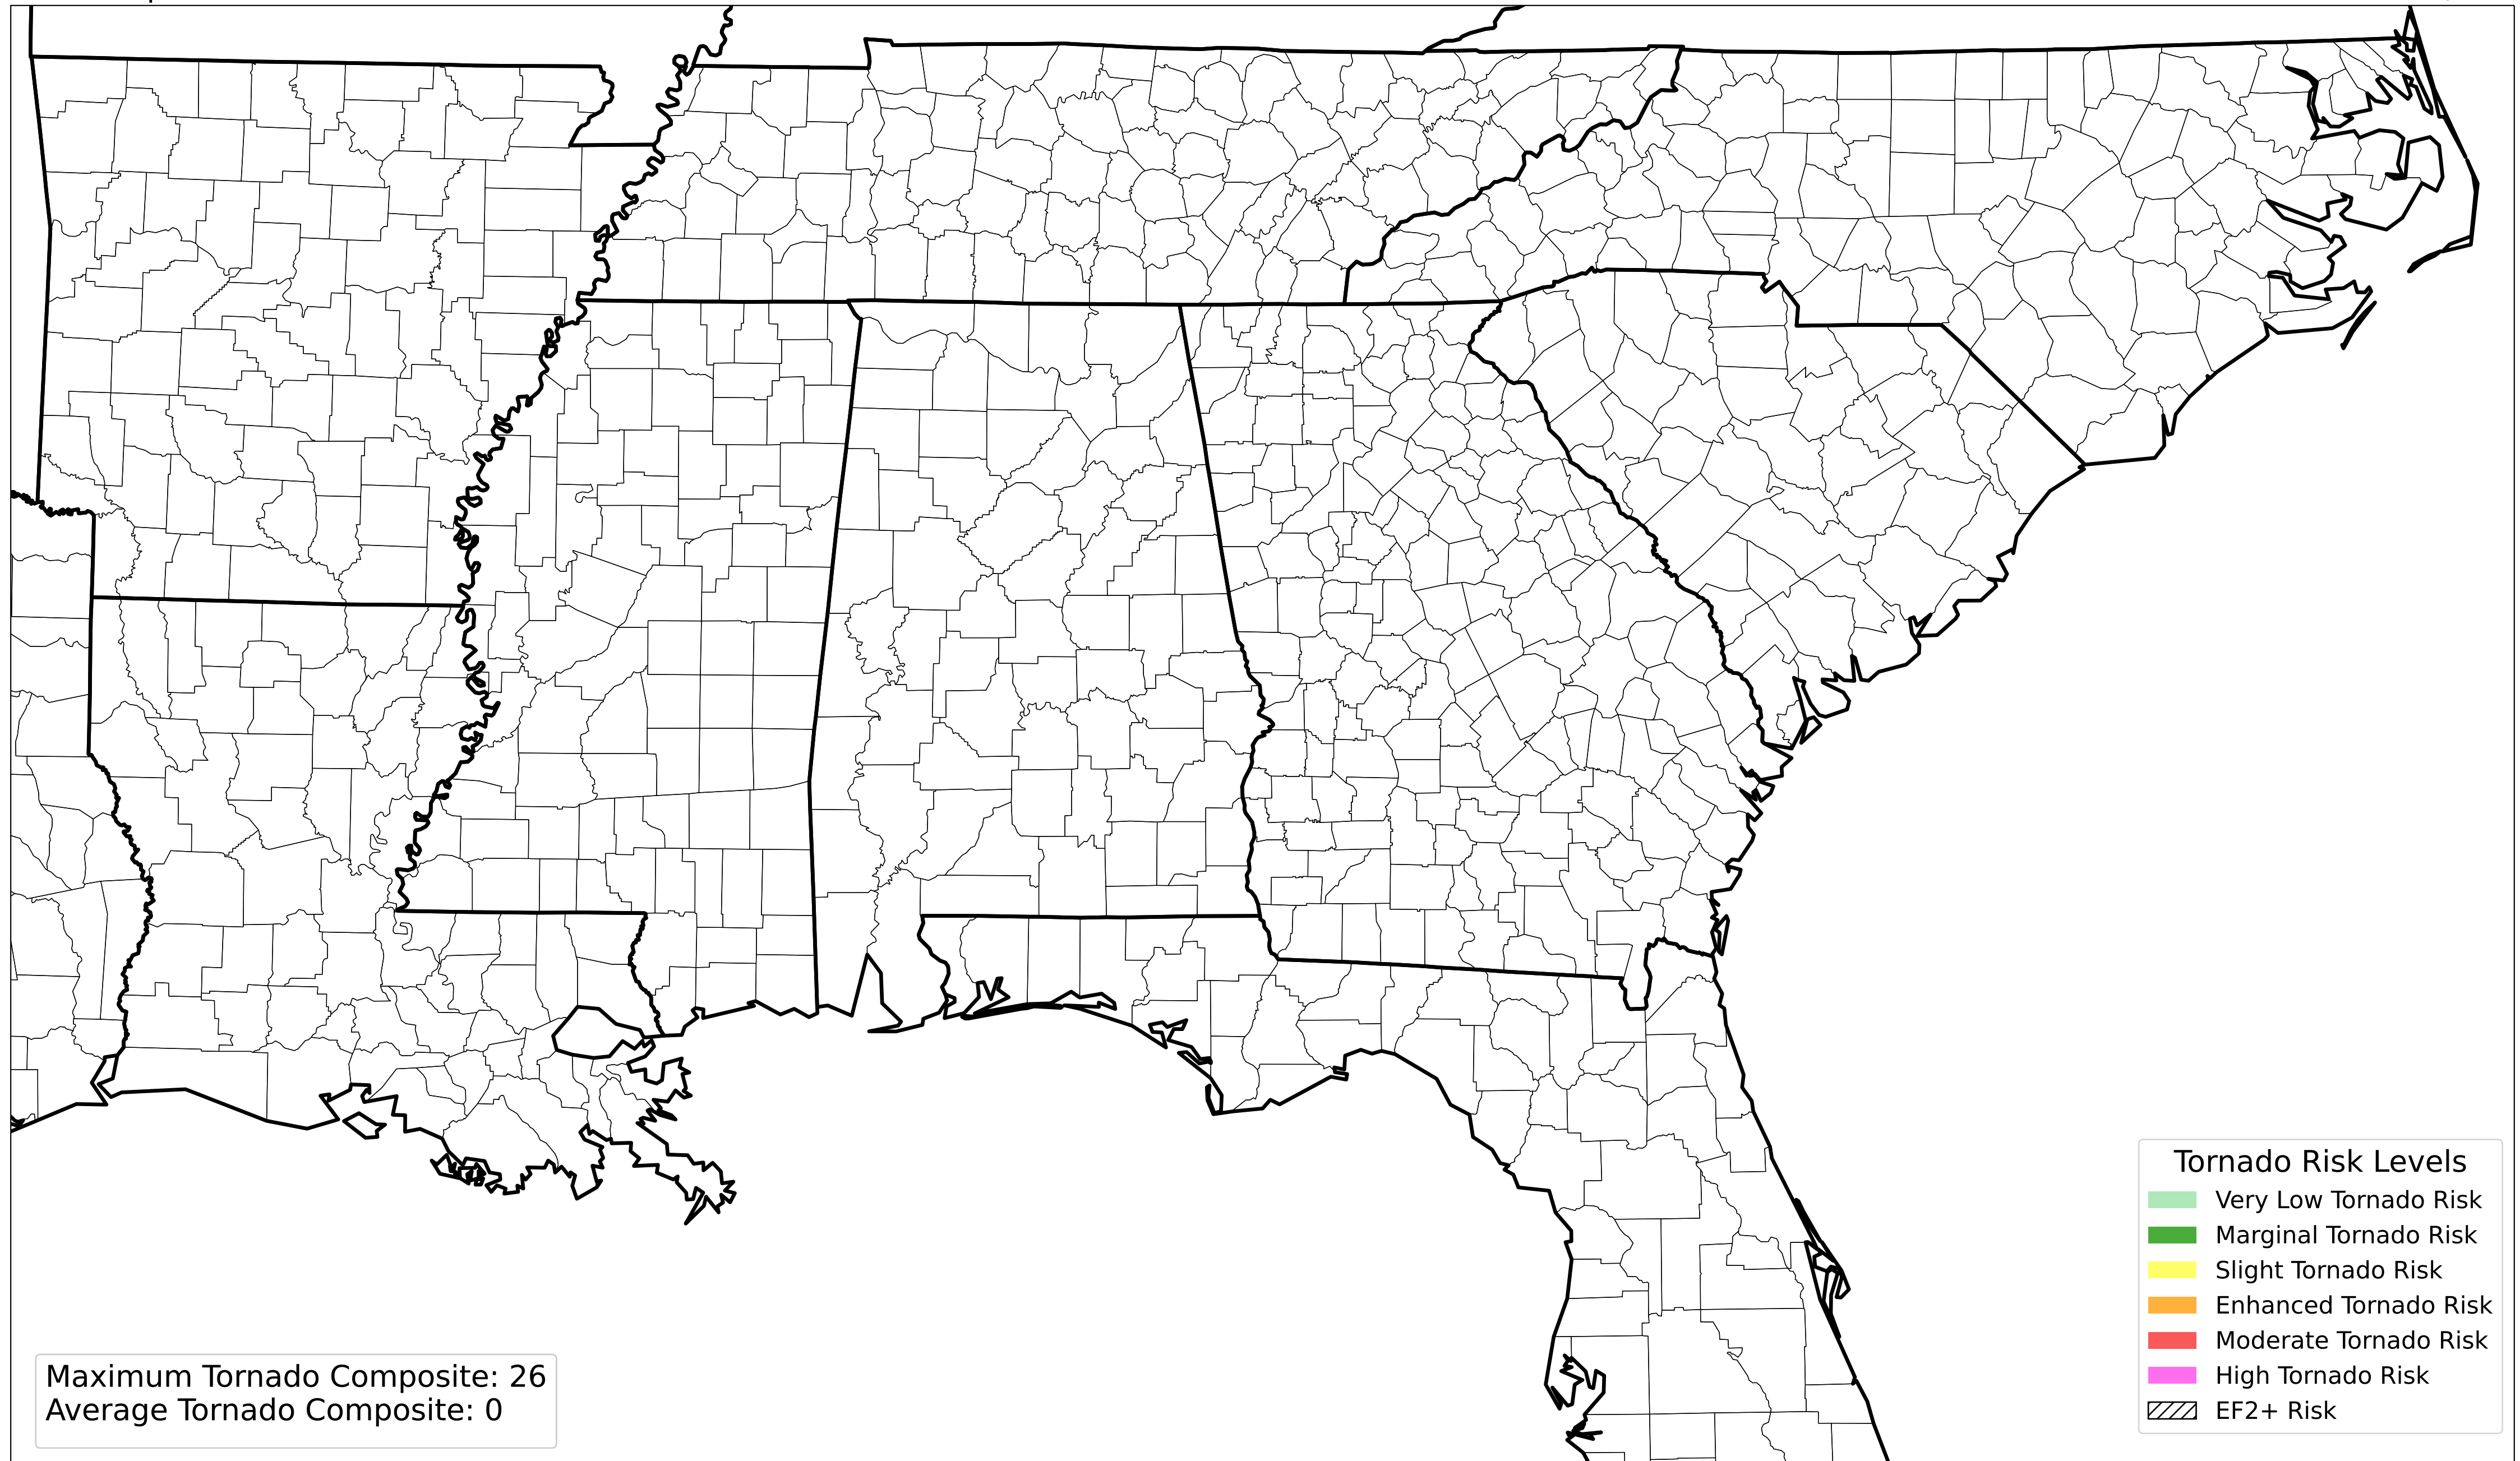 Tornado Risk Levels
Very Low Tornado Risk
Marginal Tornado Risk
Slight Tornado Risk
Enhanced Tornado Risk
Moderate Tornado Risk
High Tornado Risk
EF2+ Risk
Maximum Tornado Composite: 26
Average Tornado Composite: 0